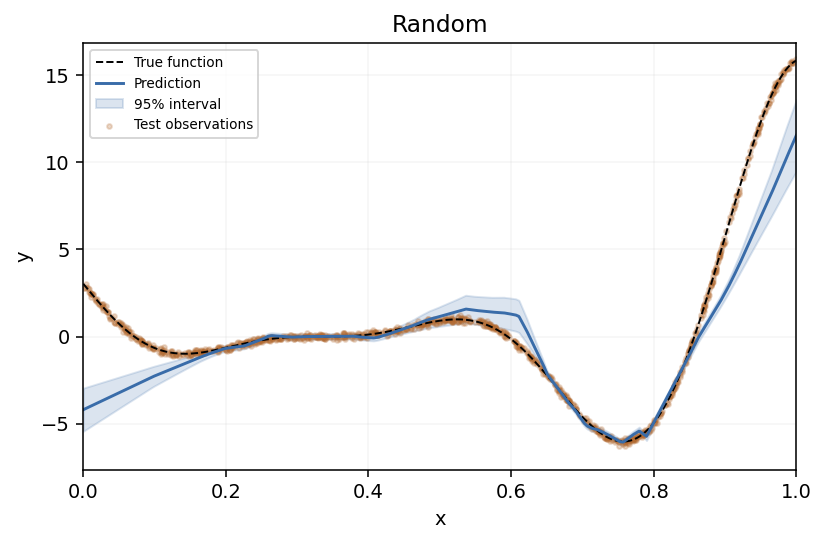 Random
True function
Prediction
95% interval
Test observations
15
10
5
0
−5
y
0.0 0.2 0.4 0.6 0.8 1.0
x